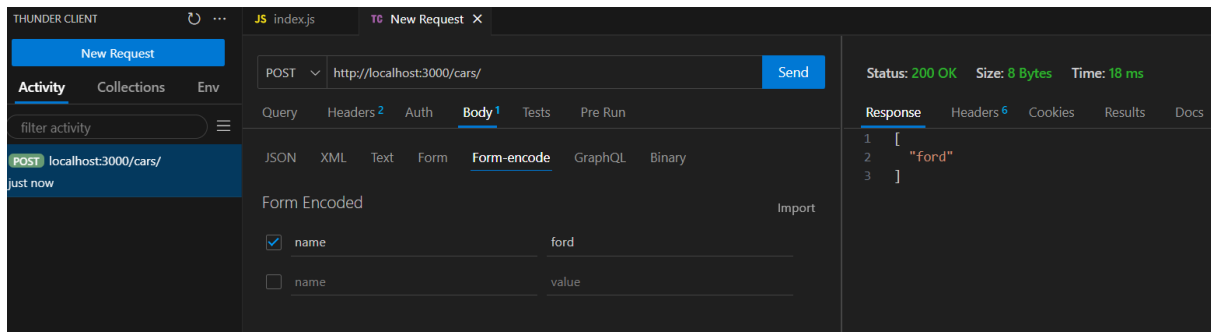 THUNDER CLIENT
New Request
Activity Collections Env
filter activity
POST localhost:3000/cars/
just now
JS index.js TC New Request
POST http://localhost:3000/cars/ Send
Query Headers 2 Auth Body 1 Tests Pre Run
JSON XML Text Form Form-encode GraphQL Binary
Form Encoded Import
name ford
name value
Status: 200 OK Size: 8 Bytes Time: 18 ms
Response Headers 6 Cookies Results Docs
1 [
2 "ford"
3 ]